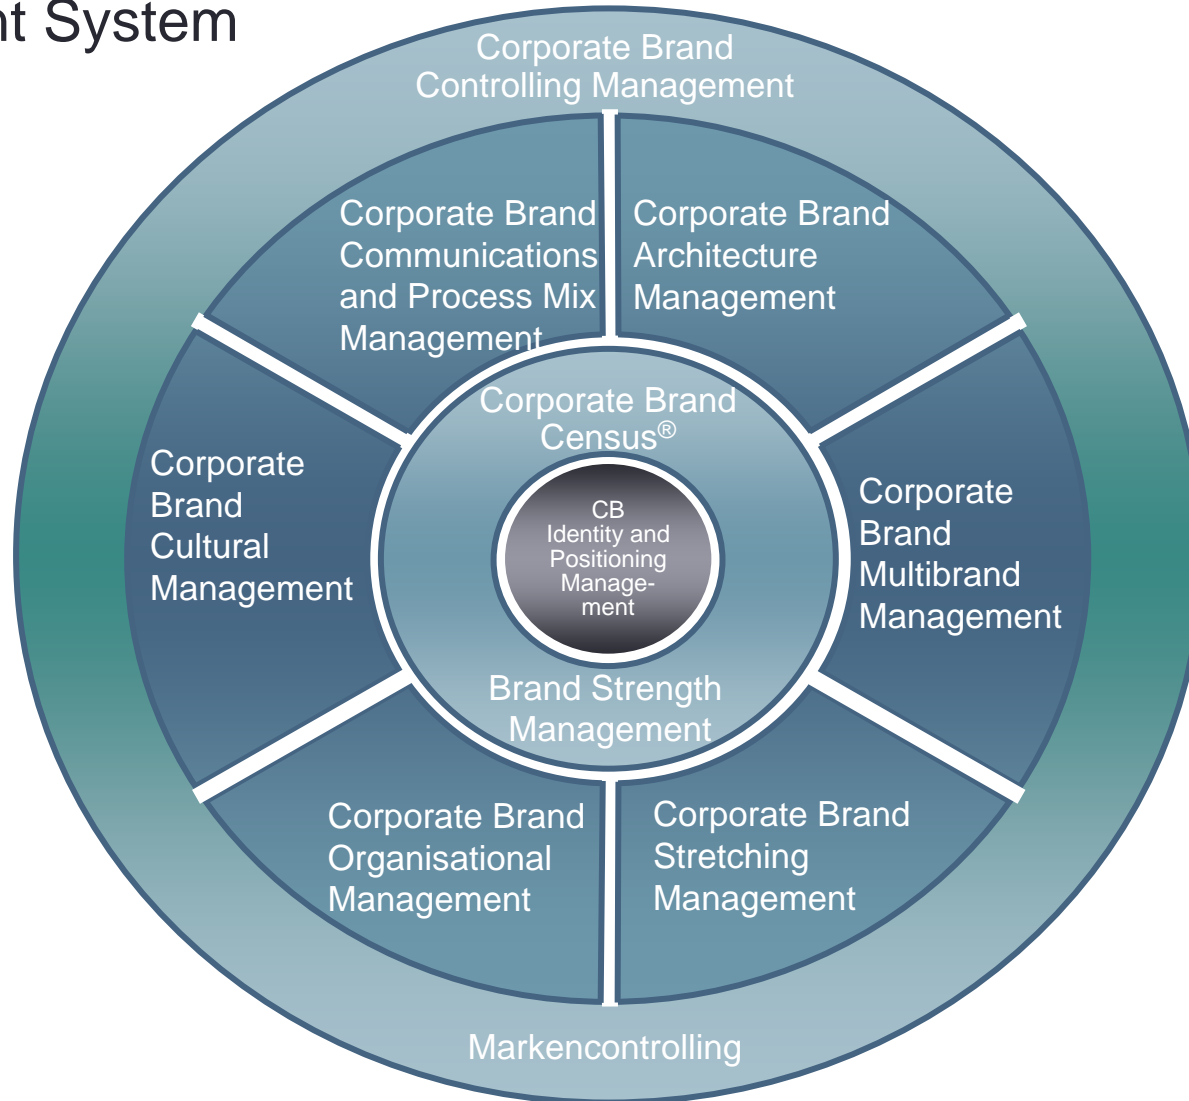 nt System
Corporate Brand
Controlling Management
Corporate Brand
Communications
and Process Mix
Management
Corporate Brand
Architecture
Management
Corporate Brand
Census®
Corporate
Brand
Cultural
Management
CB
Identity and
Positioning
Manage-
ment
Corporate
Brand
Multibrand
Management
Brand Strength
Management
Corporate Brand
Organisational
Management
Corporate Brand
Stretching
Management
Markencontrolling